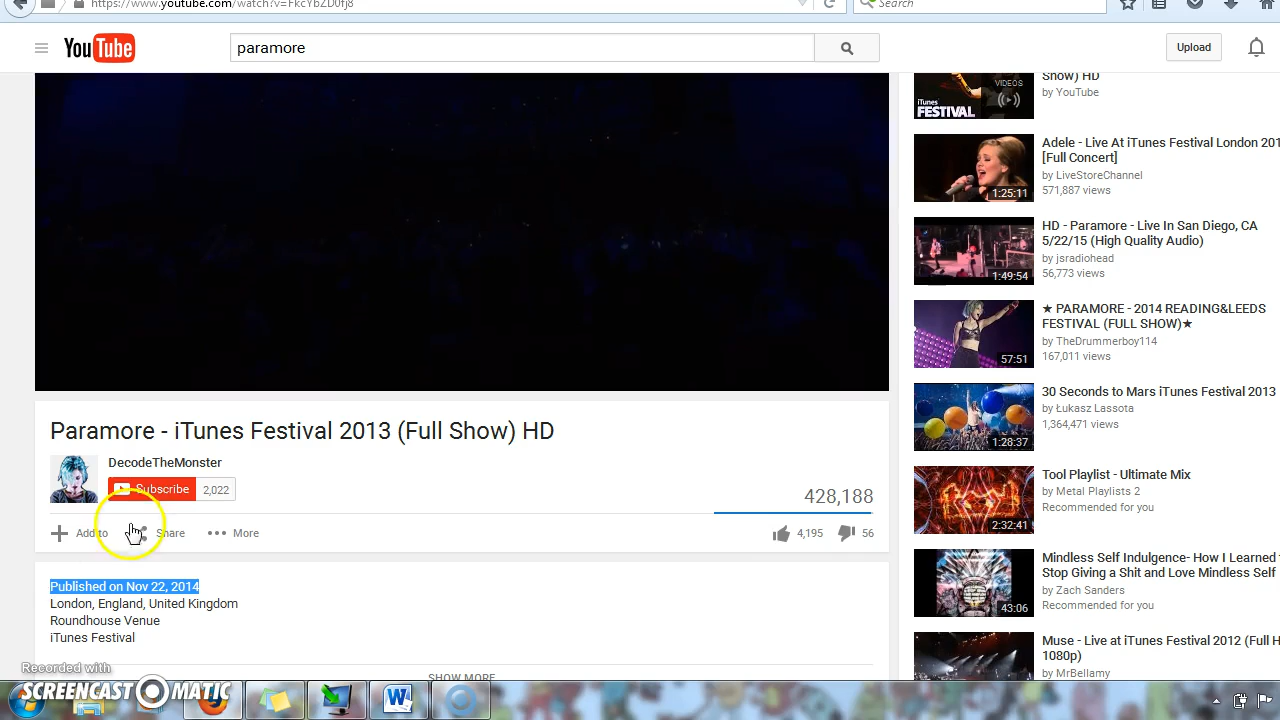 https://www.youtube.com/watch?v=FkcYbZD0fj8
Search
YouTube
paramore
Upload
Show) HD
by YouTube
VIDEOS
iTunes
FESTIVAL
Adele - Live At iTunes Festival London 201
[Full Concert]
by LiveStoreChannel
571,887 views
1:25:11
HD - Paramore - Live In San Diego, CA
5/22/15 (High Quality Audio)
by jsradiohead
56,773 views
1:49:54
★ PARAMORE - 2014 READING&LEEDS
FESTIVAL (FULL SHOW)★
by TheDrummerboy114
167,011 views
57:51
30 Seconds to Mars iTunes Festival 2013
by Łukasz Lassota
1,364,471 views
1:28:37
Tool Playlist - Ultimate Mix
by Metal Playlists 2
Recommended for you
2:32:41
Mindless Self Indulgence- How I Learned
Stop Giving a Shit and Love Mindless Self
by Zach Sanders
Recommended for you
43:06
Muse - Live at iTunes Festival 2012 (Full H
1080p)
by MrBellamy
Paramore - iTunes Festival 2013 (Full Show) HD
DecodeTheMonster
Subscribe 2,022
428,188
Add to Share More
4,195 56
Published on Nov 22, 2014
London, England, United Kingdom
Roundhouse Venue
iTunes Festival
SHOW MORE
Recorded with
SCREENCAST-O-MATIC